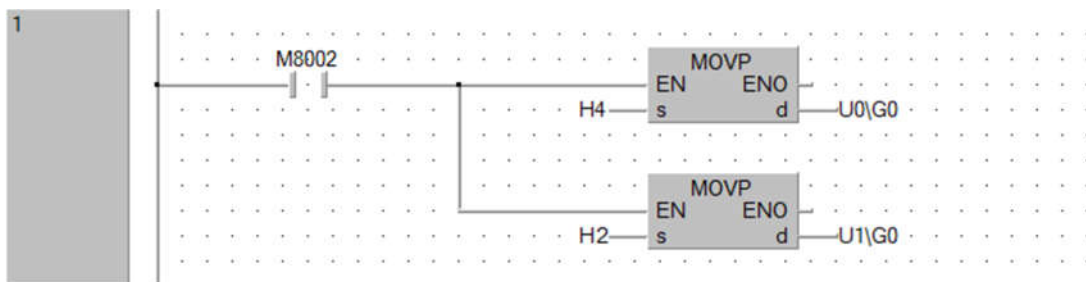 1
M8002
MOVP
EN ENO
H4 s d U0\G0
MOVP
EN ENO
H2 s d U1\G0